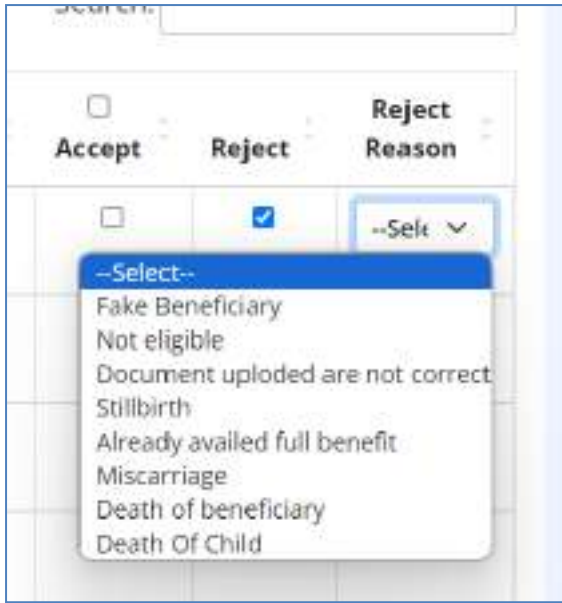 Search:
Accept
Reject
Reject
Reason
--Sele
--Select--
Fake Beneficiary
Not eligible
Document uploded are not correct
Stillbirth
Already availed full benefit
Miscarriage
Death of beneficiary
Death Of Child